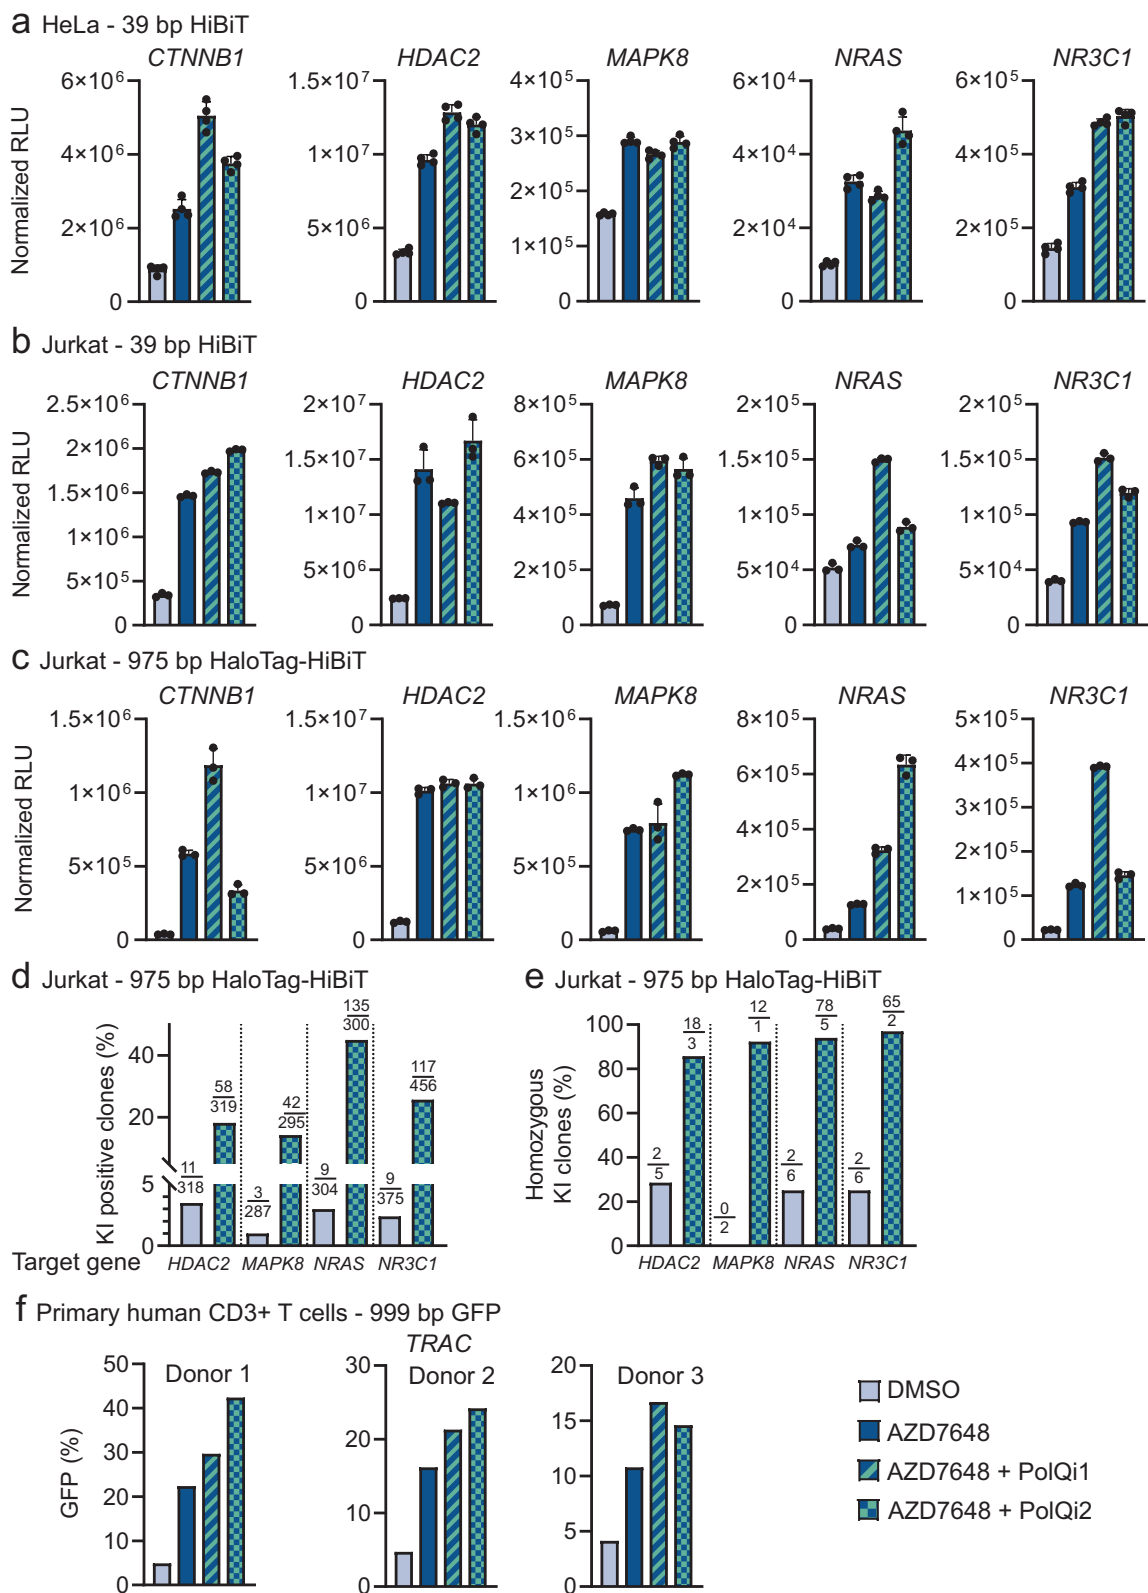 a HeLa - 39 bp HiBiT
CTNNB1 HDAC2 MAPK8 NRAS NR3C1
Normalized RLU
6×10⁶ 4×10⁶ 2×10⁶ 0
1.5×10⁷ 1×10⁷ 5×10⁶ 0
4×10⁵ 3×10⁵ 2×10⁵ 1×10⁵ 0
6×10⁴ 4×10⁴ 2×10⁴ 0
6×10⁵ 4×10⁵ 2×10⁵ 0
b Jurkat - 39 bp HiBiT
CTNNB1 HDAC2 MAPK8 NRAS NR3C1
Normalized RLU
2.5×10⁶ 2×10⁶ 1.5×10⁶ 5×10⁵ 0
2×10⁷ 1.5×10⁷ 1×10⁷ 5×10⁶ 0
8×10⁵ 6×10⁵ 4×10⁵ 2×10⁵ 0
2×10⁵ 1.5×10⁵ 1×10⁵ 5×10⁴ 0
2×10⁵ 1.5×10⁵ 1×10⁵ 5×10⁴ 0
c Jurkat - 975 bp HaloTag-HiBiT
CTNNB1 HDAC2 MAPK8 NRAS NR3C1
Normalized RLU
1.5×10⁶ 1×10⁶ 5×10⁵ 0
1.5×10⁷ 1×10⁷ 5×10⁶ 0
1.5×10⁶ 1×10⁶ 5×10⁵ 0
8×10⁵ 6×10⁵ 4×10⁵ 2×10⁵ 0
5×10⁵ 4×10⁵ 3×10⁵ 2×10⁵ 1×10⁵ 0
d Jurkat - 975 bp HaloTag-HiBiT
KI positive clones (%)
40 20 5 0
11/318 58/319 3/287 42/295 9/304 135/300 9/375 117/456
Target gene HDAC2 MAPK8 NRAS NR3C1
e Jurkat - 975 bp HaloTag-HiBiT
Homozygous
KI clones (%)
100 80 60 40 20 0
2/5 18/3 0/2 12/1 2/6 78/5 2/6 65/2
HDAC2 MAPK8 NRAS NR3C1
f Primary human CD3+ T cells - 999 bp GFP
TRAC
Donor 1 Donor 2 Donor 3
GFP (%)
50 40 30 20 10 0
30 20 10 0
20 15 10 5 0
DMSO
AZD7648
AZD7648 + PolQi1
AZD7648 + PolQi2